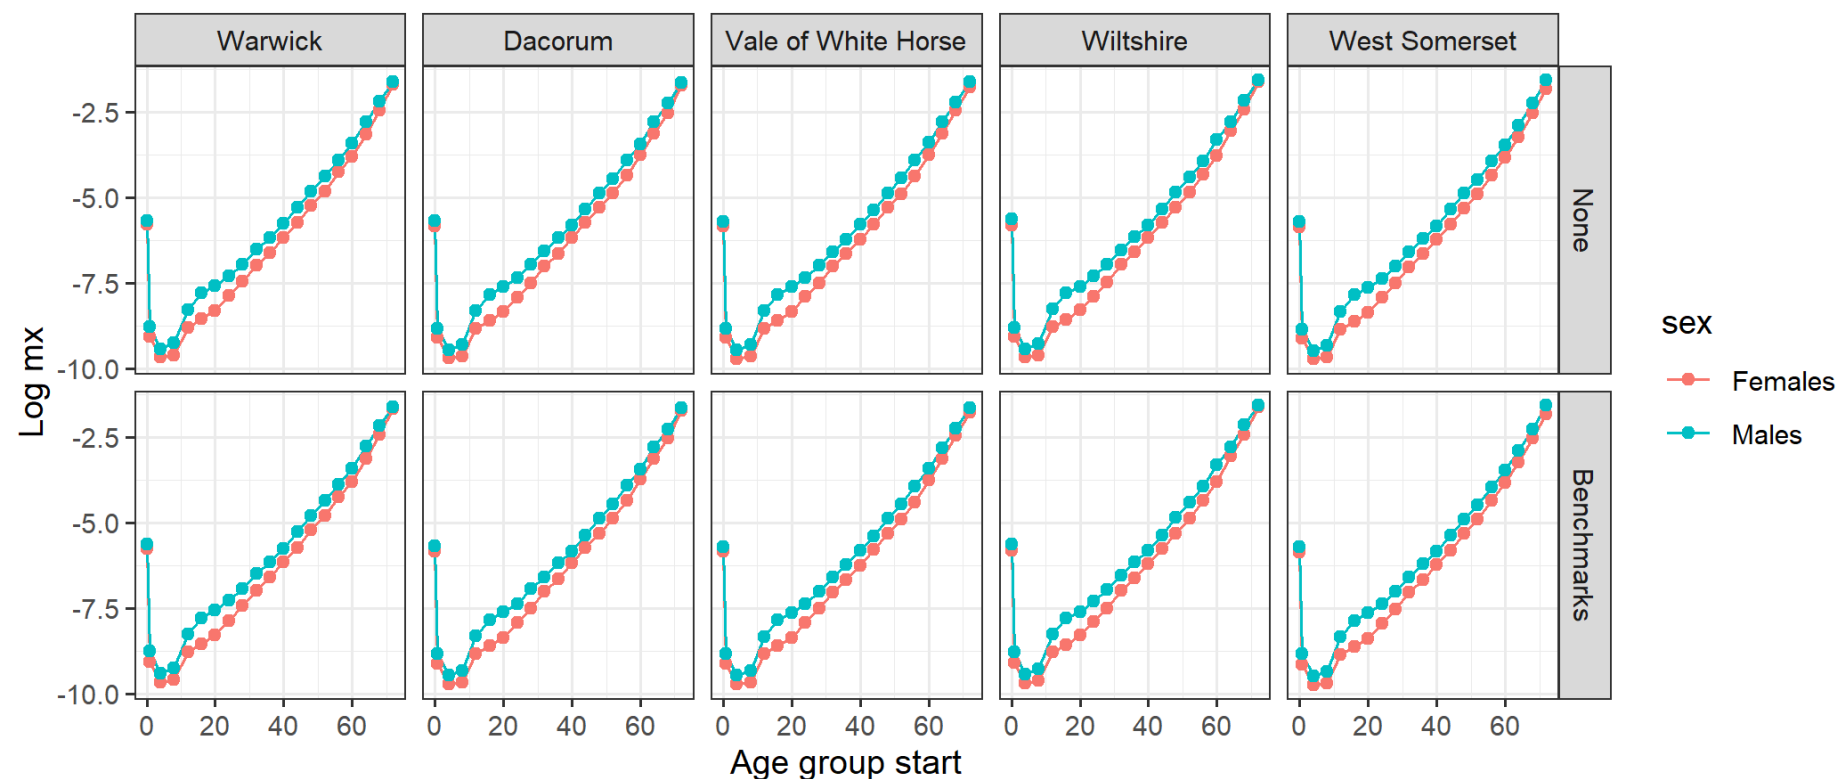 Warwick Dacorum Vale of White Horse Wiltshire West Somerset
-2.5
-5.0
-7.5
-10.0
None
-2.5
-5.0
-7.5
-10.0
Benchmarks
0 20 40 60 0 20 40 60 0 20 40 60 0 20 40 60 0 20 40 60
Age group start
Log mx
sex
Females
Males